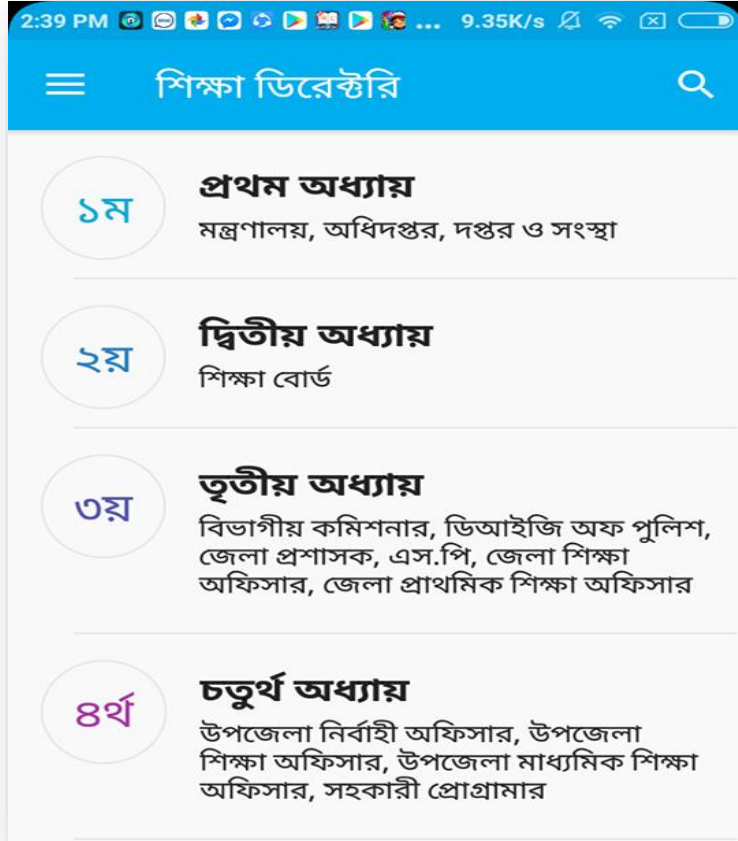 2:39 PM ... 9.35K/s
শিক্ষা ডিরেক্টরি
১ম
প্রথম অধ্যায়
মন্ত্রণালয়, অধিদপ্তর, দপ্তর ও সংস্থা
২য়
দ্বিতীয় অধ্যায়
শিক্ষা বোর্ড
৩য়
তৃতীয় অধ্যায়
বিভাগীয় কমিশনার, ডিআইজি অফ পুলিশ,
জেলা প্রশাসক, এস.পি, জেলা শিক্ষা
অফিসার, জেলা প্রাথমিক শিক্ষা অফিসার
৪র্থ
চতুর্থ অধ্যায়
উপজেলা নির্বাহী অফিসার, উপজেলা
শিক্ষা অফিসার, উপজেলা মাধ্যমিক শিক্ষা
অফিসার, সহকারী প্রোগ্রামার